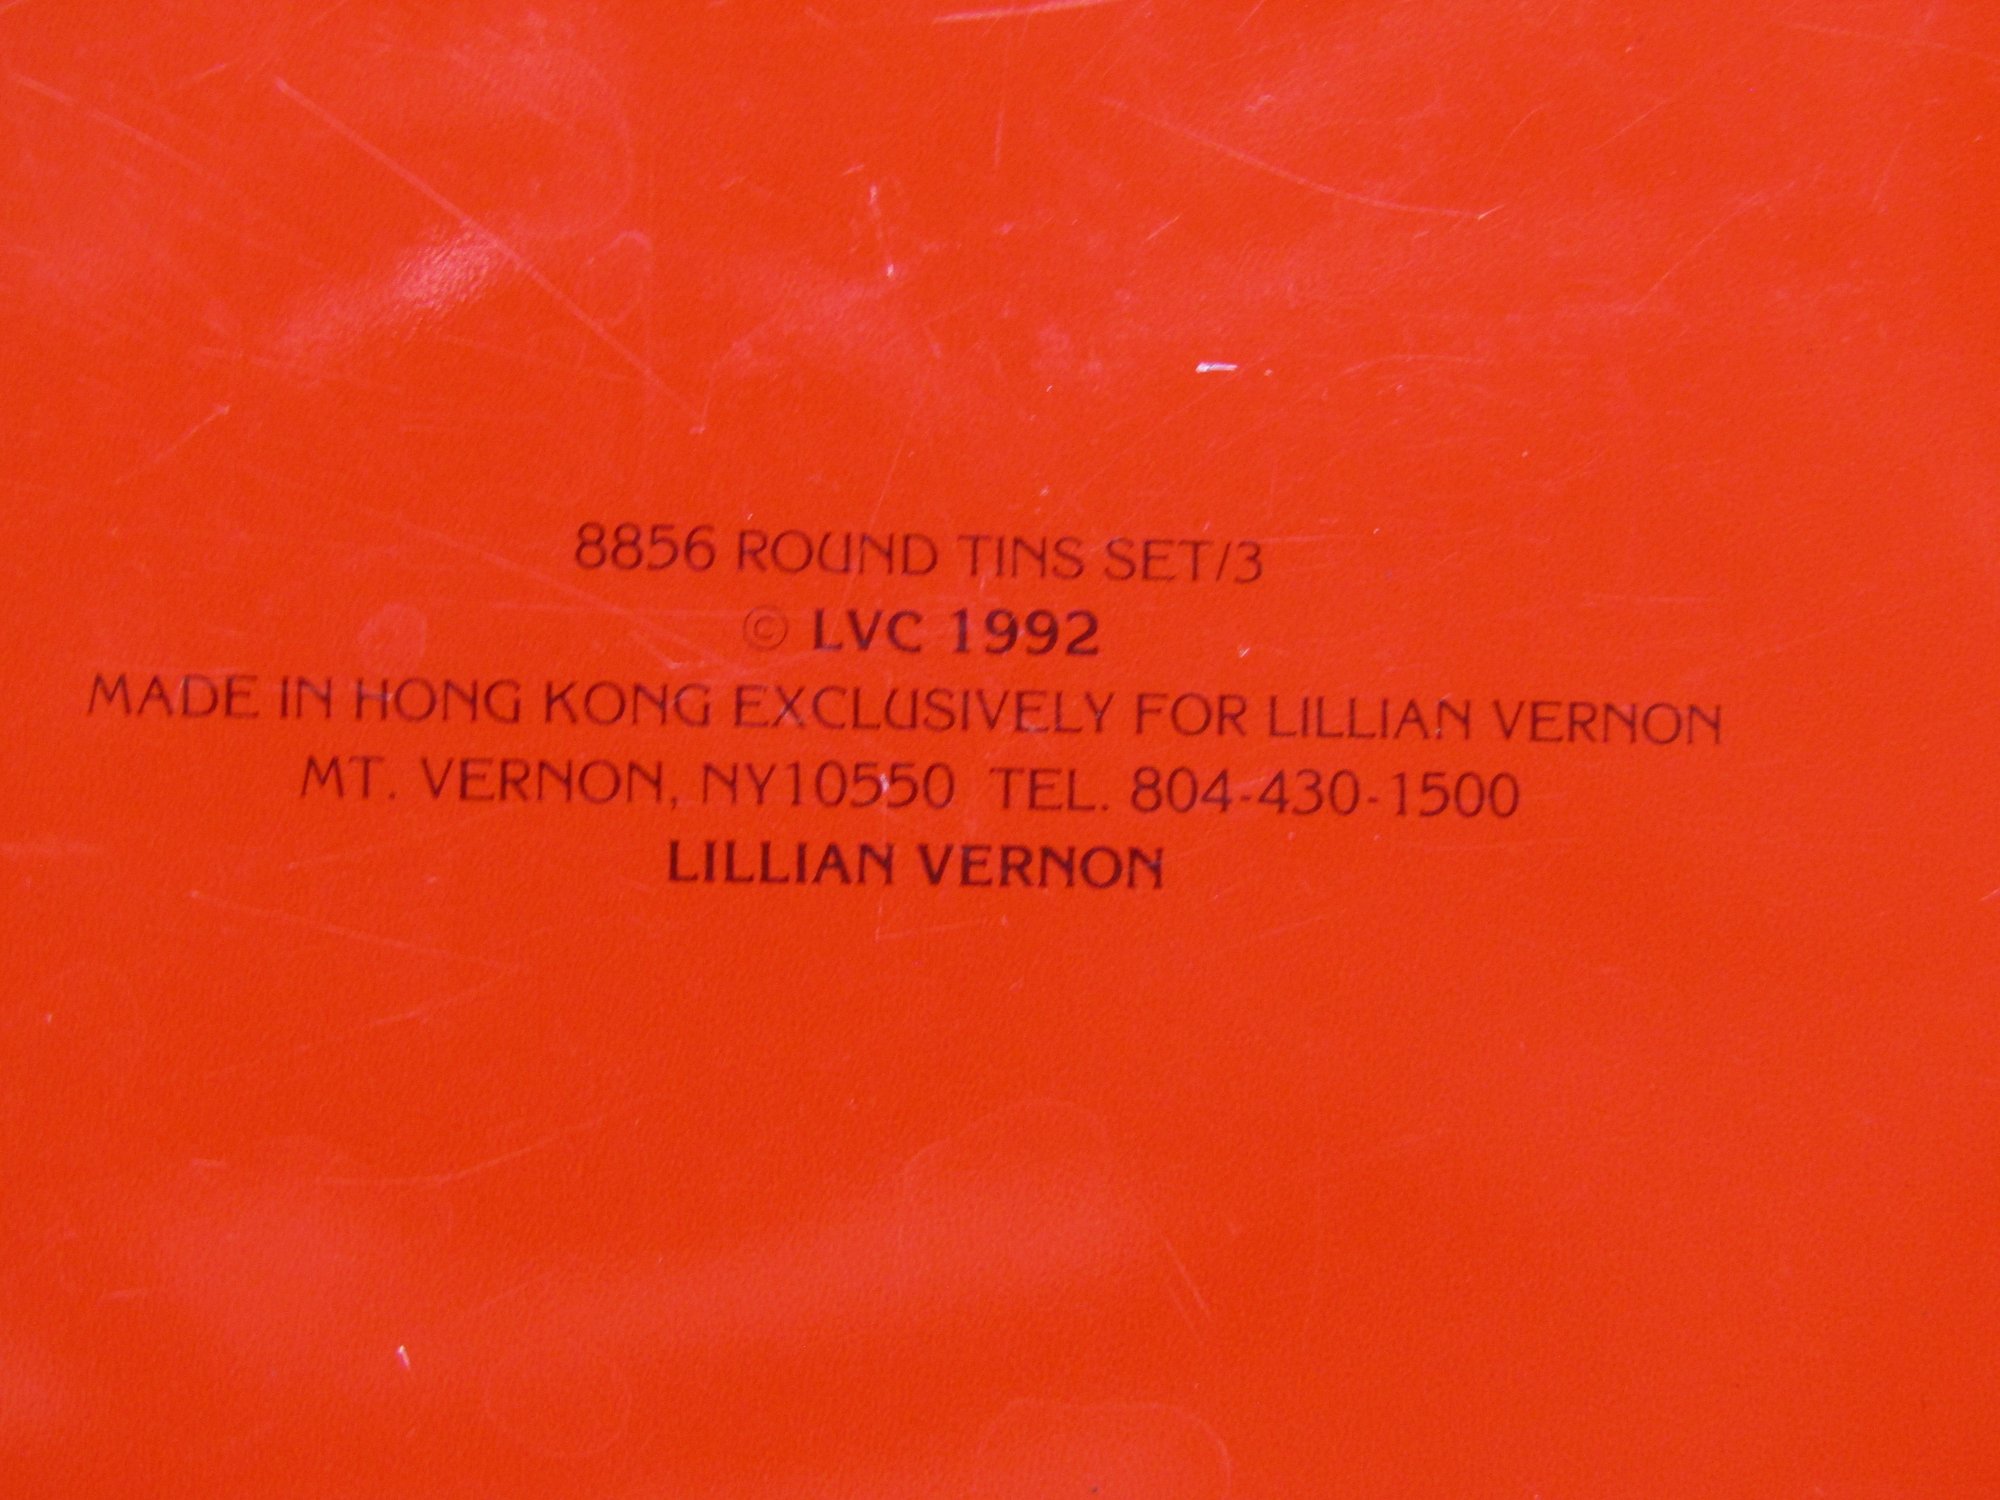 8856 ROUND TINS SET/3
© LVC 1992
MADE IN HONG KONG EXCLUSIVELY FOR LILLIAN VERNON
MT. VERNON, NY10550 TEL. 804-430-1500
LILLIAN VERNON